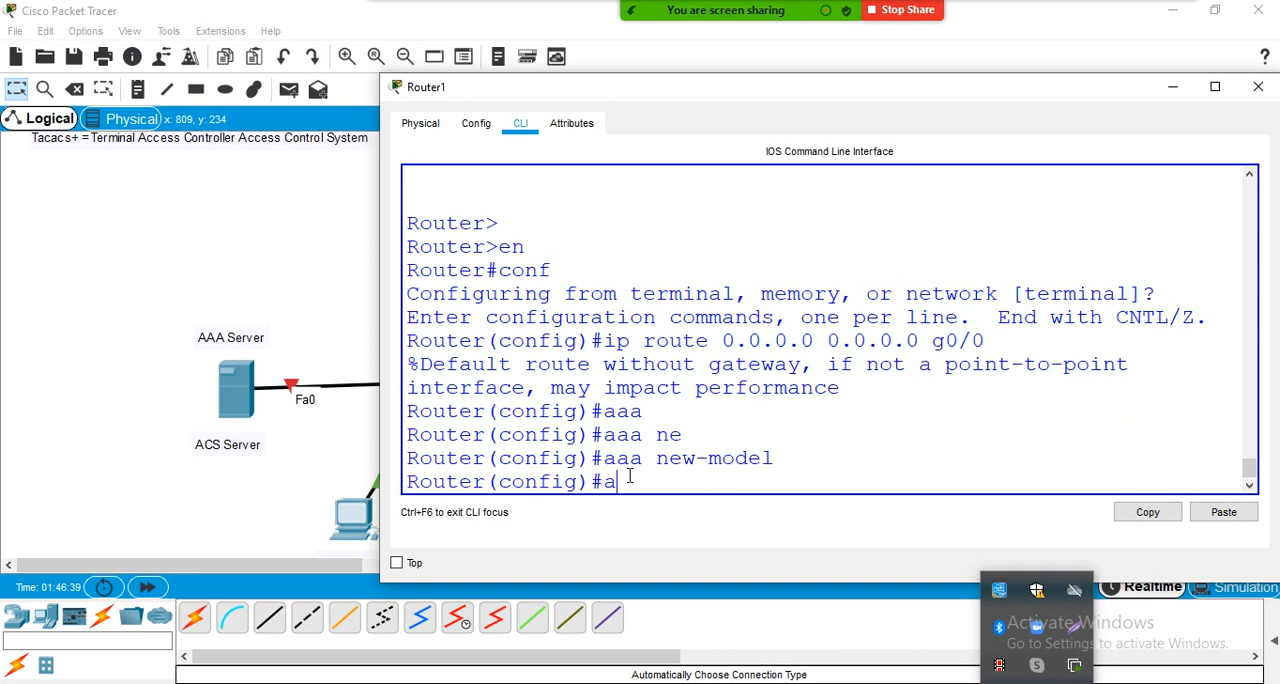 Cisco Packet Tracer
You are screen sharing
Stop Share
File Edit Options View Tools Extensions Help
?
Router1
Logical Physical x: 809, y: 234
Tacacs+ =Terminal Access Controller Access Control System
Physical Config CLI Attributes
IOS Command Line Interface
Router>
Router>en
Router#conf
Configuring from terminal, memory, or network [terminal]?
Enter configuration commands, one per line.  End with CNTL/Z.
Router(config)#ip route 0.0.0.0 0.0.0.0 g0/0
%Default route without gateway, if not a point-to-point
interface, may impact performance
Router(config)#aaa
Router(config)#aaa ne
Router(config)#aaa new-model
Router(config)#a
AAA Server
Fa0
ACS Server
Ctrl+F6 to exit CLI focus
Copy Paste
Top
Time: 01:46:39
Realtime Simulation
Activate Windows
Go to Settings to activate Windows.
Automatically Choose Connection Type